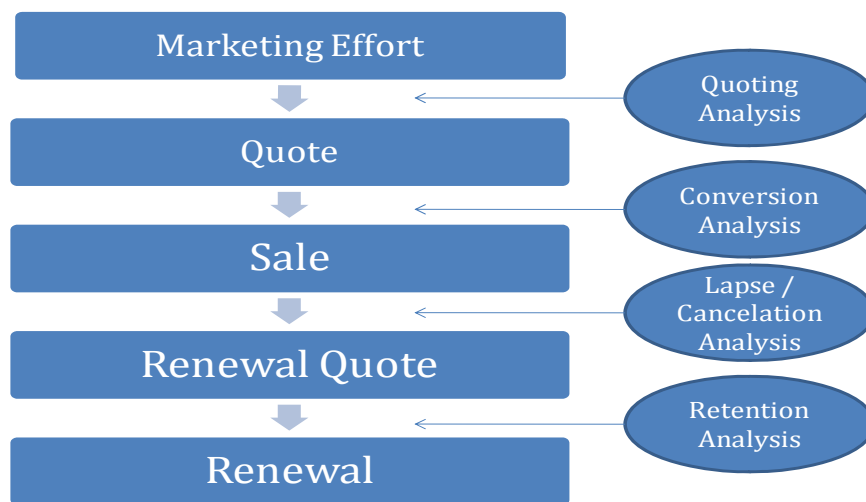 Marketing Effort
Quoting
Analysis
Quote
Conversion
Analysis
Sale
Lapse /
Cancelation
Analysis
Renewal Quote
Retention
Analysis
Renewal